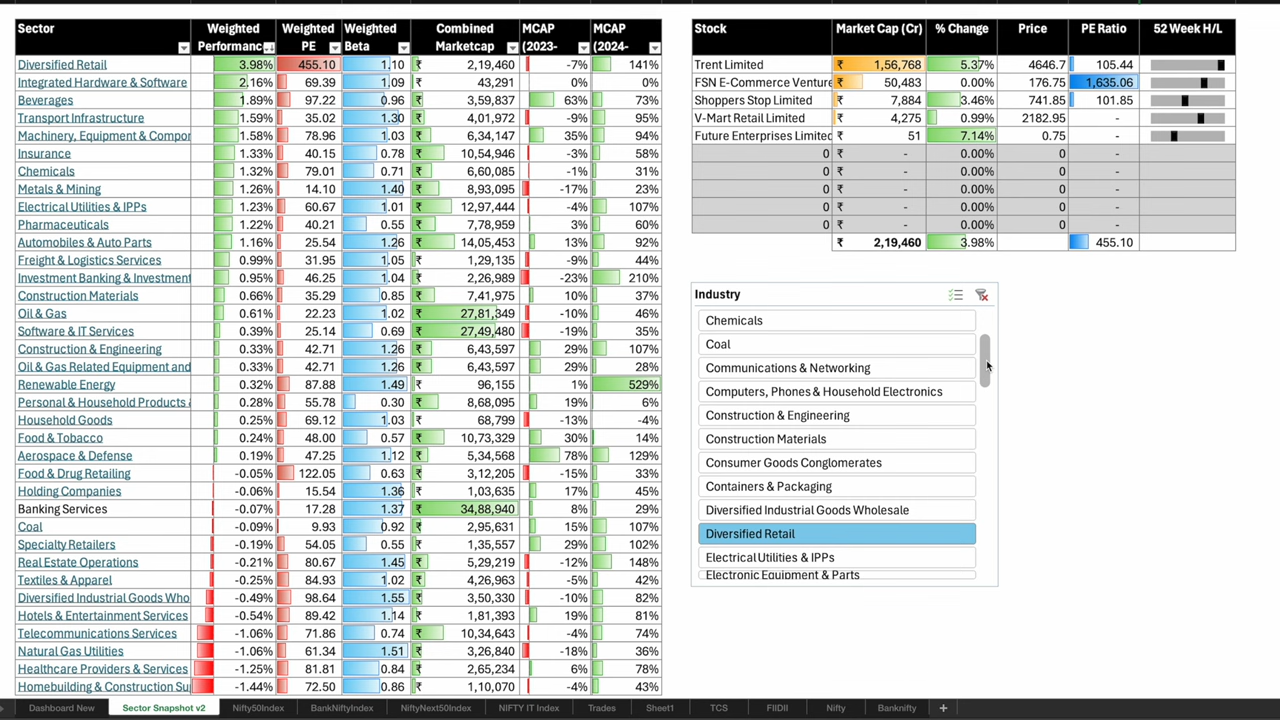 Sector Weighted Performanc Weighted PE Weighted Beta Combined Marketcap MCAP (2023- MCAP (2024-
Diversified Retail 3.98% 455.10 1.10 2,19,460 -7% 141%
Integrated Hardware & Software 2.16% 69.39 1.09 ₹ 43,291 0% 0%
Beverages 1.89% 97.22 0.96 ₹ 3,59,837 63% 73%
Transport Infrastructure 1.59% 35.02 1.30 ₹ 4,01,972 -9% 95%
Machinery, Equipment & Compor 1.58% 78.96 1.03 ₹ 6,34,147 35% 94%
Insurance 1.33% 40.15 0.78 ₹ 10,54,946 -3% 58%
Chemicals 1.32% 79.01 0.71 ₹ 6,60,085 -1% 31%
Metals & Mining 1.26% 14.10 1.40 ₹ 8,93,095 -17% 23%
Electrical Utilities & IPPs 1.23% 60.67 1.01 ₹ 12,97,444 -4% 107%
Pharmaceuticals 1.22% 40.21 0.55 ₹ 7,78,959 3% 60%
Automobiles & Auto Parts 1.16% 25.54 1.26 ₹ 14,05,453 13% 92%
Freight & Logistics Services 0.99% 31.95 1.05 ₹ 1,29,135 -9% 44%
Investment Banking & Investment 0.95% 46.25 1.04 ₹ 2,26,989 -23% 210%
Construction Materials 0.66% 35.29 0.85 ₹ 7,41,975 10% 37%
Oil & Gas 0.61% 22.23 1.02 ₹ 27,81,349 -10% 46%
Software & IT Services 0.39% 25.14 0.69 ₹ 27,49,480 -19% 35%
Construction & Engineering 0.33% 42.71 1.26 ₹ 6,43,597 29% 107%
Oil & Gas Related Equipment and 0.33% 42.71 1.26 ₹ 6,43,597 29% 28%
Renewable Energy 0.32% 87.88 1.49 ₹ 96,155 1% 529%
Personal & Household Products & 0.28% 55.78 0.30 ₹ 8,68,095 19% 6%
Household Goods 0.25% 69.12 1.03 ₹ 68,799 -13% -4%
Food & Tobacco 0.24% 48.00 0.57 ₹ 10,73,329 30% 14%
Aerospace & Defense 0.19% 47.25 1.12 ₹ 5,34,568 78% 129%
Food & Drug Retailing -0.05% 122.05 0.63 ₹ 3,12,205 -15% 33%
Holding Companies -0.06% 15.54 1.36 ₹ 1,03,635 17% 45%
Banking Services -0.07% 17.28 1.37 ₹ 34,88,940 8% 29%
Coal -0.09% 9.93 0.92 ₹ 2,95,631 15% 107%
Specialty Retailers -0.19% 54.05 0.55 ₹ 1,35,557 29% 102%
Real Estate Operations -0.21% 80.67 1.45 ₹ 5,29,219 -12% 148%
Textiles & Apparel -0.25% 84.93 1.02 ₹ 4,26,963 -5% 42%
Diversified Industrial Goods Who -0.49% 98.64 1.55 ₹ 3,50,330 -10% 82%
Hotels & Entertainment Services -0.54% 89.42 1.14 ₹ 1,81,393 19% 81%
Telecommunications Services -1.06% 71.86 0.74 ₹ 10,34,643 -4% 74%
Natural Gas Utilities -1.06% 61.34 1.51 ₹ 3,26,840 -18% 36%
Healthcare Providers & Services -1.25% 81.81 0.84 ₹ 2,65,234 6% 78%
Homebuilding & Construction Su -1.44% 72.50 0.86 ₹ 1,10,070 -4% 43%
Stock Market Cap (Cr) % Change Price PE Ratio 52 Week H/L
Trent Limited ₹ 1,56,768 5.37% 4646.7 105.44
FSN E-Commerce Venture ₹ 50,483 0.00% 176.75 1,635.06
Shoppers Stop Limited ₹ 7,884 3.46% 741.85 101.85
V-Mart Retail Limited ₹ 4,275 0.99% 2182.95 -
Future Enterprises Limited ₹ 51 7.14% 0.75 -
0 ₹ - 0.00% 0 -
0 ₹ - 0.00% 0 -
0 ₹ - 0.00% 0 -
0 ₹ - 0.00% 0 -
0 ₹ - 0.00% 0 -
₹ 2,19,460 3.98% 455.10
Industry
Chemicals
Coal
Communications & Networking
Computers, Phones & Household Electronics
Construction & Engineering
Construction Materials
Consumer Goods Conglomerates
Containers & Packaging
Diversified Industrial Goods Wholesale
Diversified Retail
Electrical Utilities & IPPs
Electronic Equipment & Parts
Dashboard New Sector Snapshot v2 Nifty50Index BankNiftyIndex NiftyNext50Index NIFTY IT Index Trades Sheet1 TCS FIIDII Nifty Banknifty +